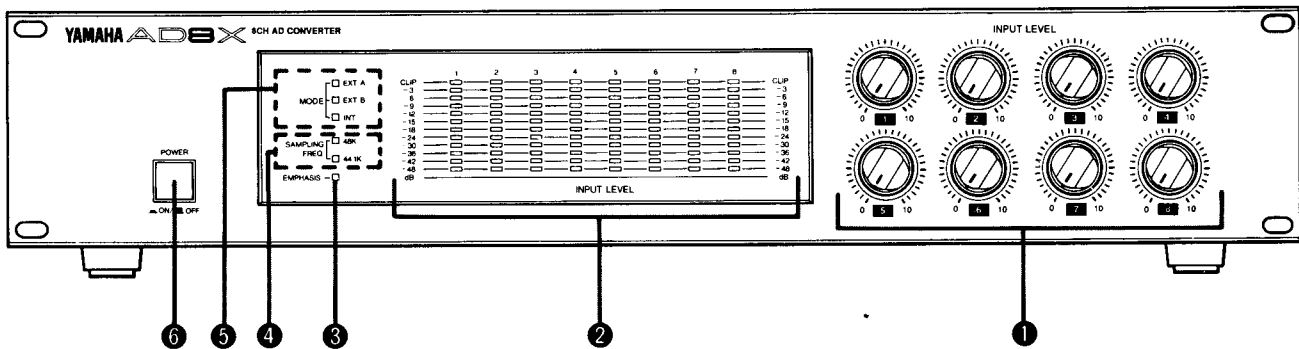 YAMAHA AD8X 8CH AD CONVERTER
INPUT LEVEL
1 2 3 4 5 6 7 8
CLIP CLIP
-3 -3
-6 -6
-9 -9
-12 -12
-15 -15
-18 -18
-24 -24
-30 -30
-36 -36
-42 -42
-48 -48
dB dB
INPUT LEVEL
MODE
EXT A
EXT B
INT
SAMPLING FREQ
48K
44.1K
EMPHASIS
POWER
ON/ OFF
0 1 10 0 2 10 0 3 10 0 4 10
0 5 10 0 6 10 0 7 10 0 8 10
6 5 4 3 2 1